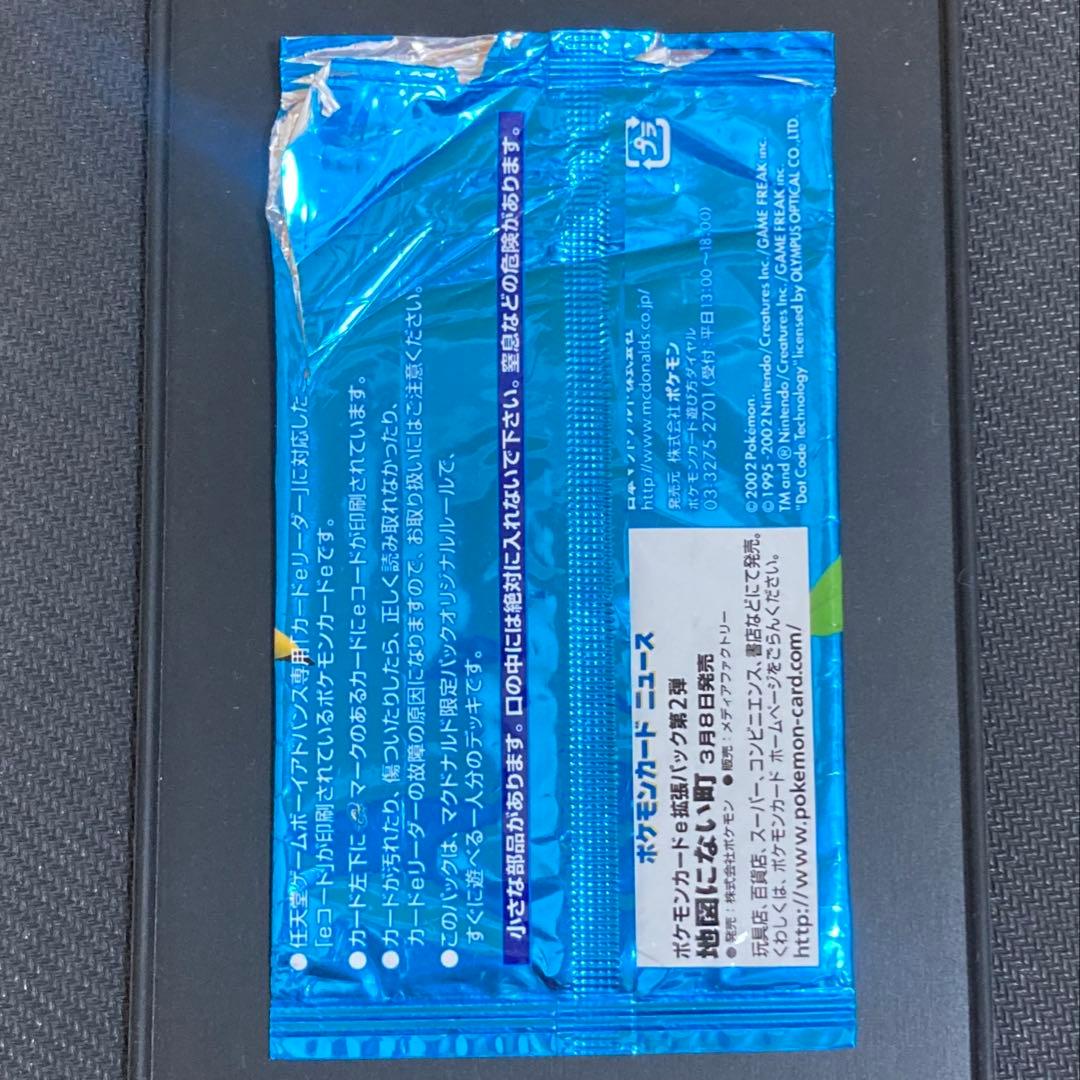 ●任天堂ゲームボーイアドバンス専用「カードeリーダー」に対応した、
「eコード」が印刷されているポケモンカードeです。
●カード左下に マークのあるカードにeコードが印刷されています。
●カードが汚れたり、傷ついたりしたら、正しく読み取れなかったり、
カードeリーダーの故障の原因になりますので、お取り扱いにはご注意ください。
●このパックは、マクドナルド限定パックオリジナルルールで、
すぐに遊べる一人分のデッキです。
小さな部品があります。口の中には絶対に入れないで下さい。窒息などの危険があります。
ポケモンカード ニュース
ポケモンカードe拡張パック第2弾
地図にない町 3月8日発売
●発売：株式会社ポケモン ●販売：メディアファクトリー
玩具店、百貨店、スーパー、コンビニエンス、書店などにて発売。
くわしくは、ポケモンカード ホームページをごらんください。
http://www.pokemon-card.com/
プラ
http://www.mcdonalds.co.jp/
発売元 株式会社 ポケモン
ポケモンカード遊び方ダイヤル
03 3275 2701(受付：平日13:00～18:00)
©2002 Pokémon.
©1995-2002 Nintendo/Creatures Inc./GAME FREAK inc.
TM and ® Nintendo/Creatures Inc./GAME FREAK inc.
"Dot Code Technology" licensed by OLYMPUS OPTICAL CO.,LTD.